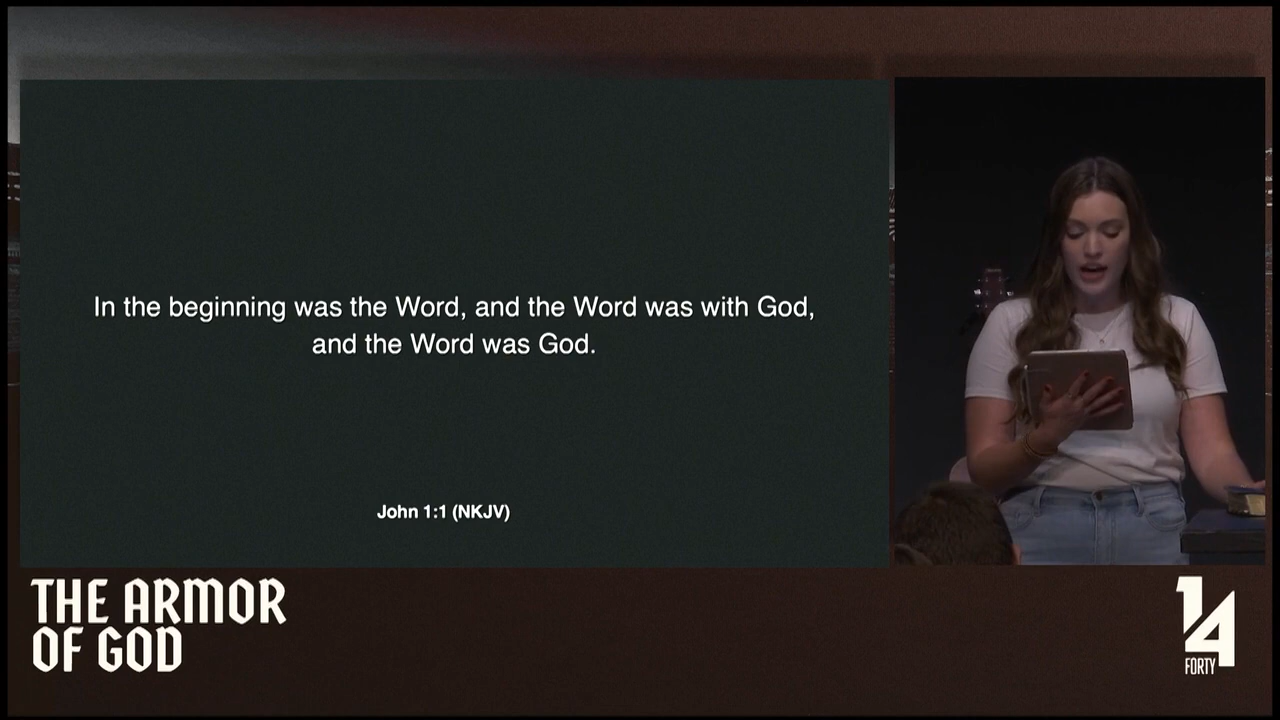 In the beginning was the Word, and the Word was with God,
and the Word was God.
John 1:1 (NKJV)
THE ARMOR
OF GOD
14
FORTY